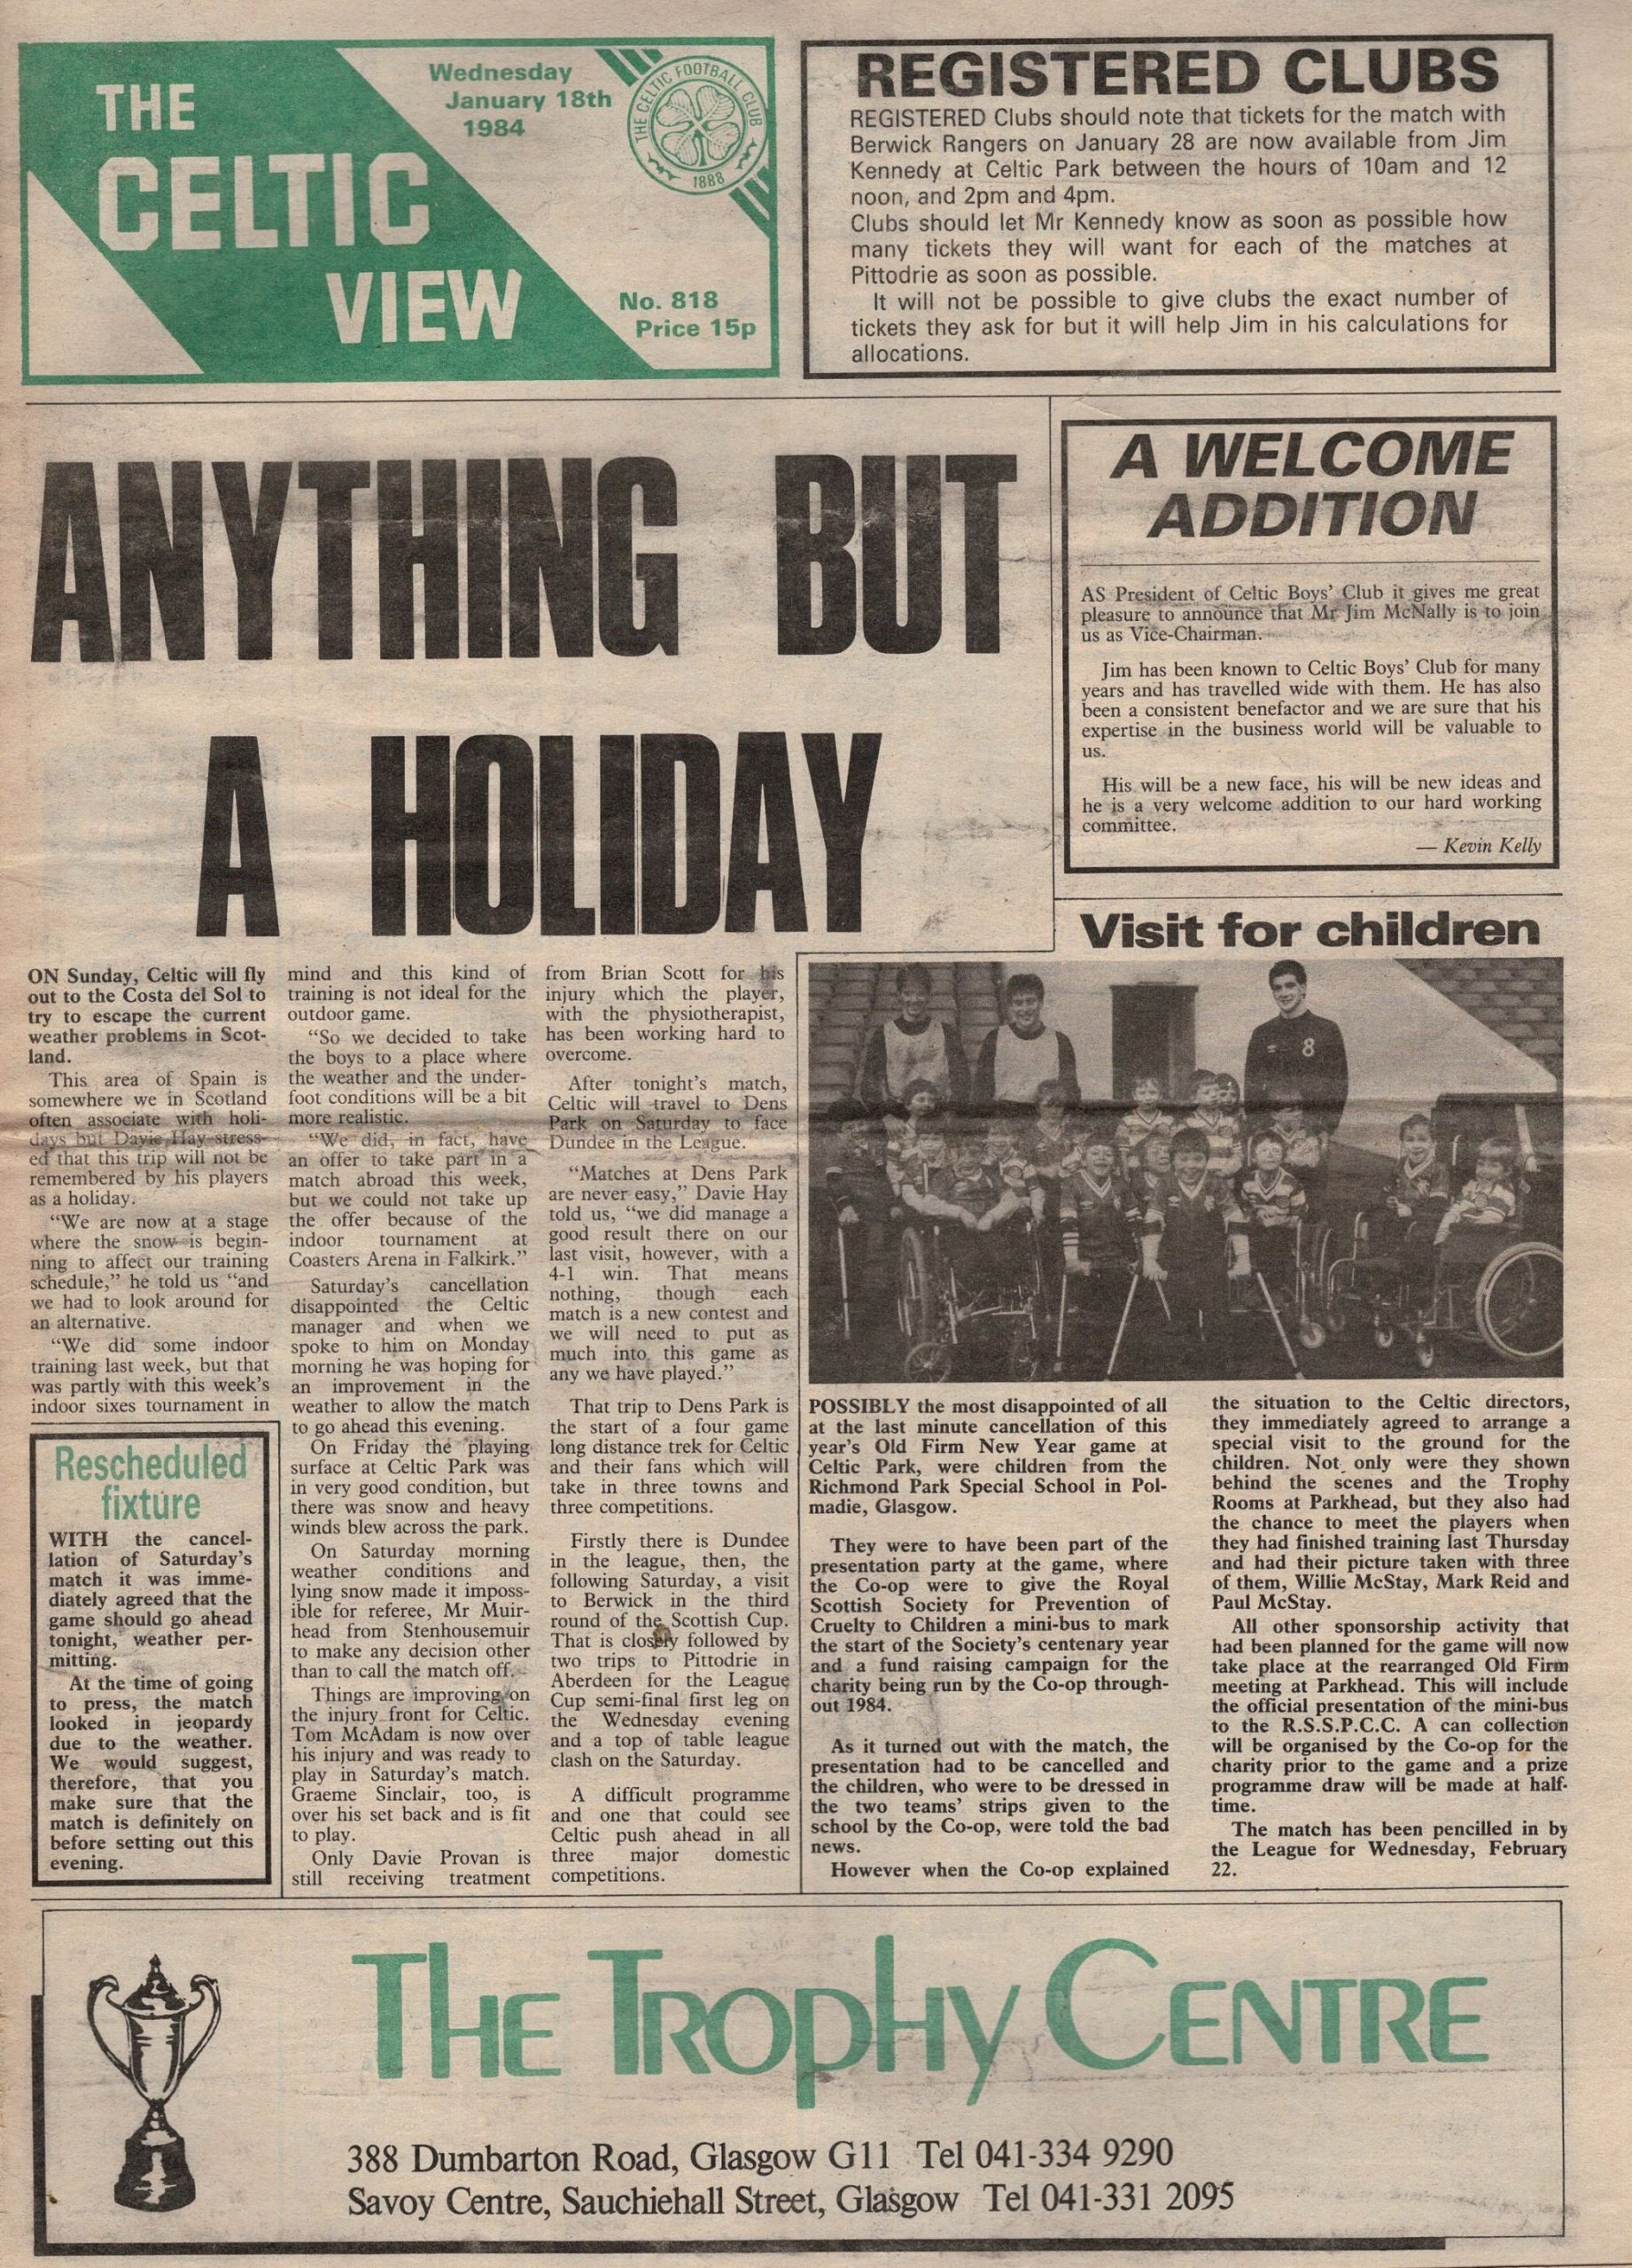 THE
CELTIC
VIEW
Wednesday
January 18th
1984
THE CELTIC FOOTBALL CLUB
1888
No. 818
Price 15p
REGISTERED CLUBS
REGISTERED Clubs should note that tickets for the match with
Berwick Rangers on January 28 are now available from Jim
Kennedy at Celtic Park between the hours of 10am and 12
noon, and 2pm and 4pm.
Clubs should let Mr Kennedy know as soon as possible how
many tickets they will want for each of the matches at
Pittodrie as soon as possible.
It will not be possible to give clubs the exact number of
tickets they ask for but it will help Jim in his calculations for
allocations.
ANYTHING BUT
A HOLIDAY
A WELCOME
ADDITION
AS President of Celtic Boys' Club it gives me great
pleasure to announce that Mr Jim McNally is to join
us as Vice-Chairman.
Jim has been known to Celtic Boys' Club for many
years and has travelled wide with them. He has also
been a consistent benefactor and we are sure that his
expertise in the business world will be valuable to
us.
His will be a new face, his will be new ideas and
he is a very welcome addition to our hard working
committee.
— Kevin Kelly
ON Sunday, Celtic will fly
out to the Costa del Sol to
try to escape the current
weather problems in Scot-
land.
This area of Spain is
somewhere we in Scotland
often associate with holi-
days but Davie Hay stress-
ed that this trip will not be
remembered by his players
as a holiday.
"We are now at a stage
where the snow is begin-
ning to affect our training
schedule," he told us "and
we had to look around for
an alternative.
"We did some indoor
training last week, but that
was partly with this week's
indoor sixes tournament in
mind and this kind of
training is not ideal for the
outdoor game.
"So we decided to take
the boys to a place where
the weather and the under-
foot conditions will be a bit
more realistic.
"We did, in fact, have
an offer to take part in a
match abroad this week,
but we could not take up
the offer because of the
indoor tournament at
Coasters Arena in Falkirk."
Saturday's cancellation
disappointed the Celtic
manager and when we
spoke to him on Monday
morning he was hoping for
an improvement in the
weather to allow the match
to go ahead this evening.
On Friday the playing
surface at Celtic Park was
in very good condition, but
there was snow and heavy
winds blew across the park.
On Saturday morning
weather conditions and
lying snow made it imposs-
ible for referee, Mr Muir-
head from Stenhousemuir
to make any decision other
than to call the match off.
Things are improving on
the injury front for Celtic.
Tom McAdam is now over
his injury and was ready to
play in Saturday's match.
Graeme Sinclair, too, is
over his set back and is fit
to play.
Only Davie Provan is
still receiving treatment
from Brian Scott for his
injury which the player,
with the physiotherapist,
has been working hard to
overcome.
After tonight's match,
Celtic will travel to Dens
Park on Saturday to face
Dundee in the League.
"Matches at Dens Park
are never easy," Davie Hay
told us, "we did manage a
good result there on our
last visit, however, with a
4-1 win. That means
nothing, though each
match is a new contest and
we will need to put as
much into this game as
any we have played."
That trip to Dens Park is
the start of a four game
long distance trek for Celtic
and their fans which will
take in three towns and
three competitions.
Firstly there is Dundee
in the league, then, the
following Saturday, a visit
to Berwick in the third
round of the Scottish Cup.
That is closely followed by
two trips to Pittodrie in
Aberdeen for the League
Cup semi-final first leg on
the Wednesday evening
and a top of table league
clash on the Saturday.
A difficult programme
and one that could see
Celtic push ahead in all
three major domestic
competitions.
Rescheduled
fixture
WITH the cancel-
lation of Saturday's
match it was imme-
diately agreed that the
game should go ahead
tonight, weather per-
mitting.
At the time of going
to press, the match
looked in jeopardy
due to the weather.
We would suggest,
therefore, that you
make sure that the
match is definitely on
before setting out this
evening.
Visit for children
8
POSSIBLY the most disappointed of all
at the last minute cancellation of this
year's Old Firm New Year game at
Celtic Park, were children from the
Richmond Park Special School in Pol-
madie, Glasgow.
They were to have been part of the
presentation party at the game, where
the Co-op were to give the Royal
Scottish Society for Prevention of
Cruelty to Children a mini-bus to mark
the start of the Society's centenary year
and a fund raising campaign for the
charity being run by the Co-op through-
out 1984.
As it turned out with the match, the
presentation had to be cancelled and
the children, who were to be dressed in
the two teams' strips given to the
school by the Co-op, were told the bad
news.
However when the Co-op explained
the situation to the Celtic directors,
they immediately agreed to arrange a
special visit to the ground for the
children. Not only were they shown
behind the scenes and the Trophy
Rooms at Parkhead, but they also had
the chance to meet the players when
they had finished training last Thursday
and had their picture taken with three
of them, Willie McStay, Mark Reid and
Paul McStay.
All other sponsorship activity that
had been planned for the game will now
take place at the rearranged Old Firm
meeting at Parkhead. This will include
the official presentation of the mini-bus
to the R.S.S.P.C.C. A can collection
will be organised by the Co-op for the
charity prior to the game and a prize
programme draw will be made at half-
time.
The match has been pencilled in by
the League for Wednesday, February
22.
THE TROPHY CENTRE
388 Dumbarton Road, Glasgow G11 Tel 041-334 9290
Savoy Centre, Sauchiehall Street, Glasgow Tel 041-331 2095